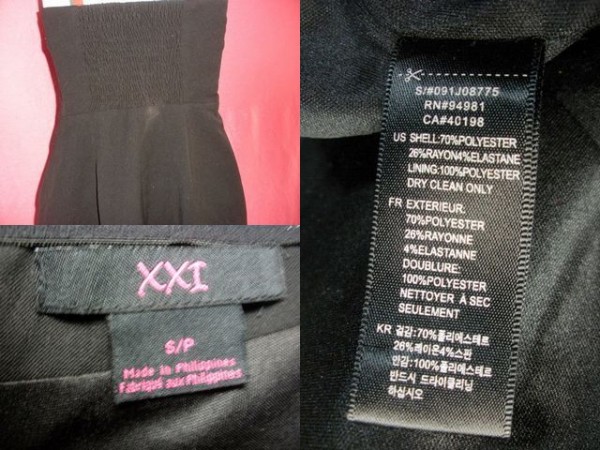 XXI
S/P
Made in Philippines
Fabriqué aux Philippines
S/#091J08775
RN#94981
CA#40198
US SHELL:70%POLYESTER
26%RAYON4%ELASTANE
LINING:100%POLYESTER
DRY CLEAN ONLY
FR EXTERIEUR:
70%POLYESTER
26%RAYONNE
4%ELASTANNE
DOUBLURE:
100%POLYESTER
NETTOYER À SEC
SEULEMENT
KR 겉감:70%폴리에스테르
26%레이온4%스판
안감:100%폴리에스테르
반드시 드라이클리닝
하십시오